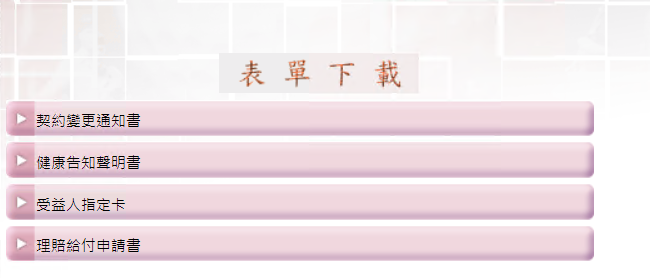 表單下載
契約變更通知書
健康告知聲明書
受益人指定卡
理賠給付申請書